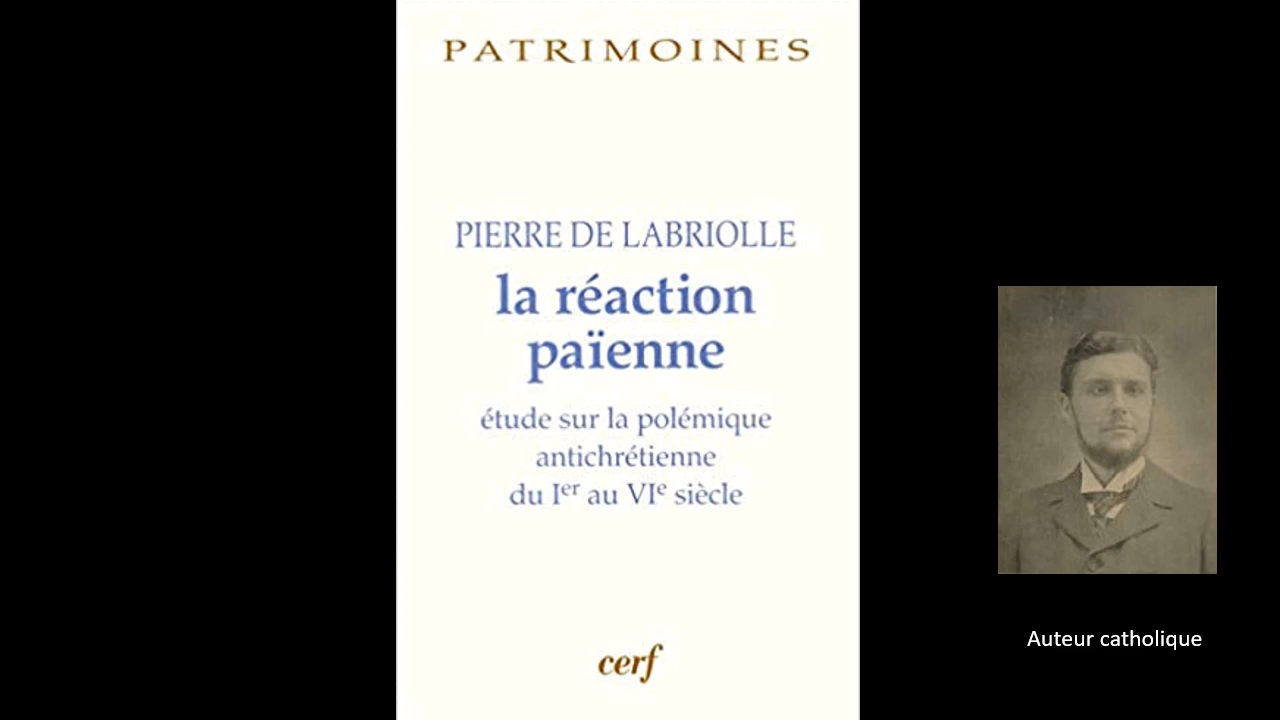 PATRIMOINES
PIERRE DE LABRIOLLE
la réaction
païenne
étude sur la polémique
antichrétienne
du Ier au VIe siècle
cerf
Auteur catholique